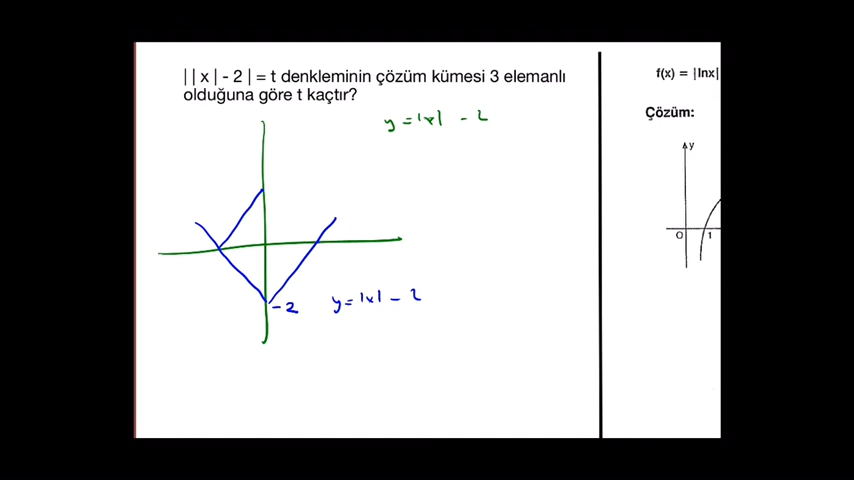 ||x| - 2| = t denkleminin çözüm kümesi 3 elemanlı
olduğuna göre t kaçtır?
y = |x| - 2
-2
y = |x| - 2
f(x) = |lnx|
Çözüm:
y
O 1